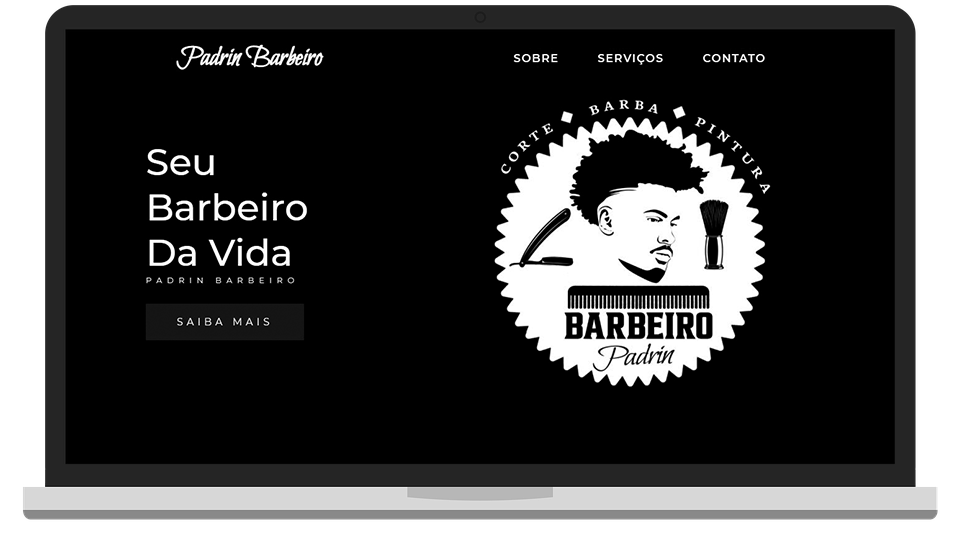 Padrin Barbeiro
SOBRE SERVIÇOS CONTATO
Seu
Barbeiro
Da Vida
PADRIN BARBEIRO
SAIBA MAIS
CORTE BARBA PINTURA
BARBEIRO
Padrin